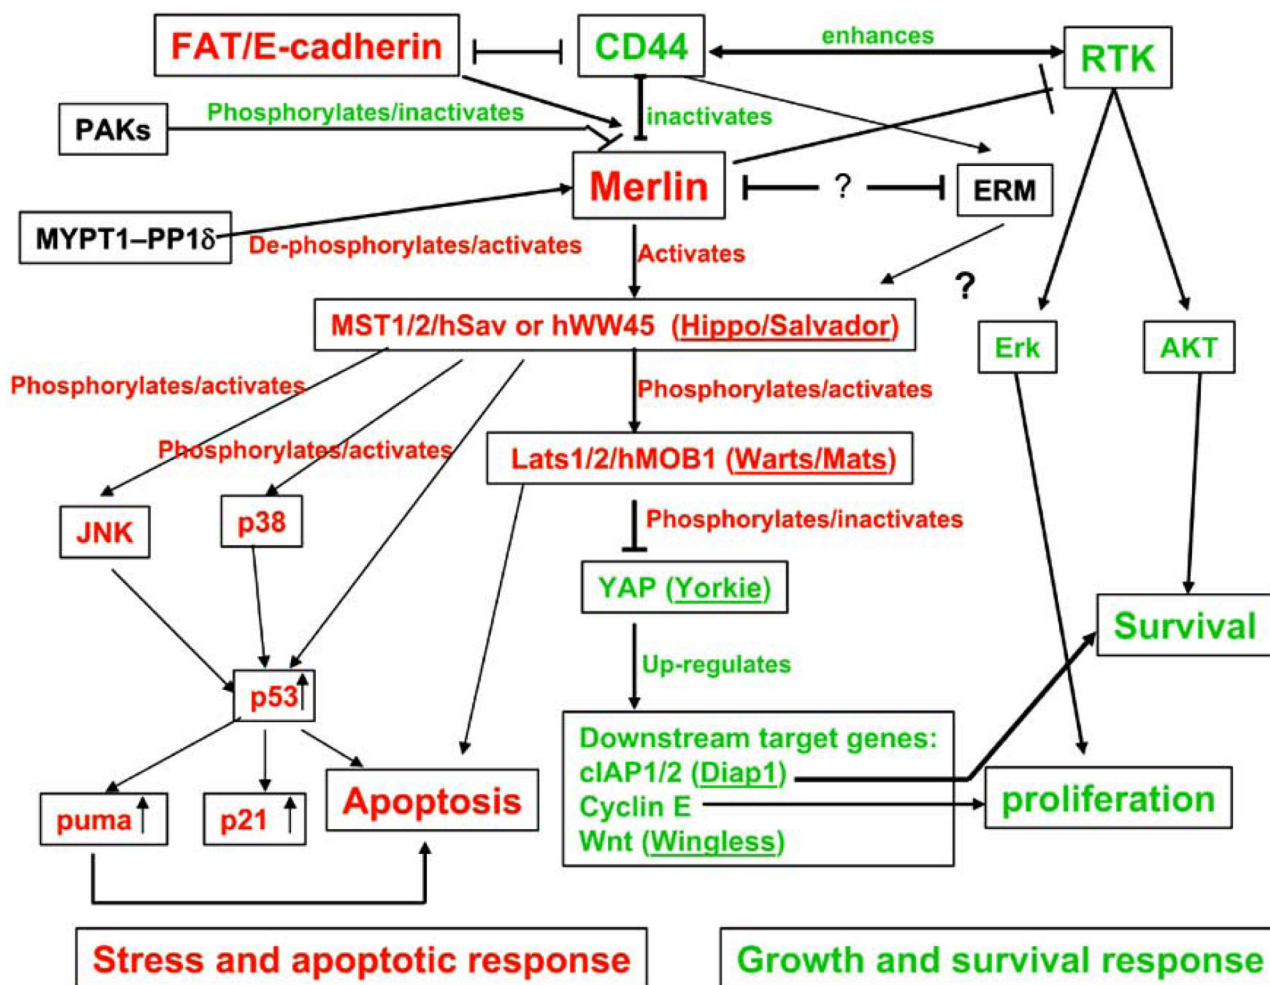 FAT/E-cadherin
CD44
enhances
RTK
Phosphorylates/inactivates
inactivates
PAKs
Merlin
?
ERM
MYPT1–PP1δ
De-phosphorylates/activates
Activates
?
MST1/2/hSav or hWW45 (Hippo/Salvador)
Erk
AKT
Phosphorylates/activates
Phosphorylates/activates
Phosphorylates/activates
Lats1/2/hMOB1 (Warts/Mats)
JNK
p38
Phosphorylates/inactivates
YAP (Yorkie)
Survival
Up-regulates
p53
Downstream target genes:
cIAP1/2 (Diap1)
Cyclin E
Wnt (Wingless)
puma
p21
Apoptosis
proliferation
Stress and apoptotic response
Growth and survival response